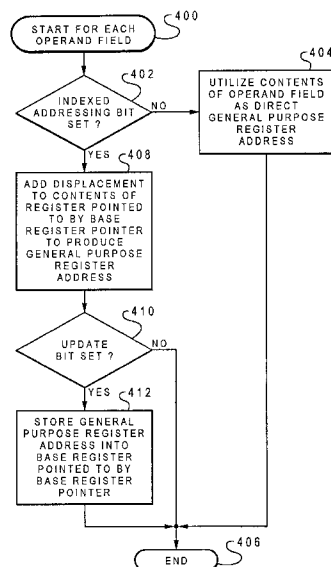 START FOR EACH
OPERAND FIELD
400
402
INDEXED
ADDRESSING BIT
SET ?
NO
YES
404
UTILIZE CONTENTS
OF OPERAND FIELD
AS DIRECT
GENERAL PURPOSE
REGISTER
ADDRESS
408
ADD DISPLACEMENT
TO CONTENTS OF
REGISTER POINTED
TO BY BASE
REGISTER POINTER
TO PRODUCE
GENERAL PURPOSE
REGISTER
ADDRESS
410
UPDATE
BIT SET ?
NO
YES
412
STORE GENERAL
PURPOSE REGISTER
ADDRESS INTO
BASE REGISTER
POINTED TO BY
BASE REGISTER
POINTER
406
END